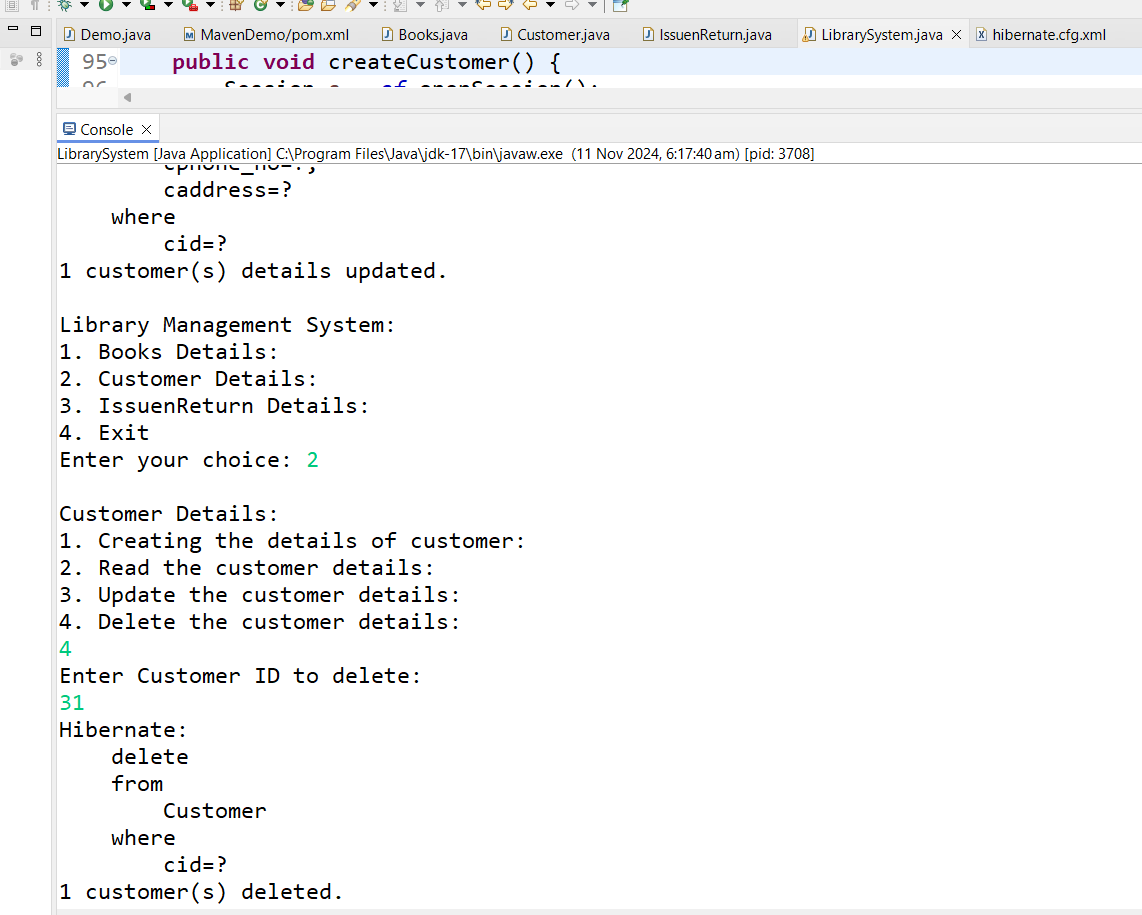 Demo.java MavenDemo/pom.xml Books.java Customer.java IssuenReturn.java LibrarySystem.java hibernate.cfg.xml
95 public void createCustomer() {
Console
LibrarySystem [Java Application] C:\Program Files\Java\jdk-17\bin\javaw.exe (11 Nov 2024, 6:17:40 am) [pid: 3708]
cphone_no=?,
caddress=?
where
cid=?
1 customer(s) details updated.
Library Management System:
1. Books Details:
2. Customer Details:
3. IssuenReturn Details:
4. Exit
Enter your choice: 2
Customer Details:
1. Creating the details of customer:
2. Read the customer details:
3. Update the customer details:
4. Delete the customer details:
4
Enter Customer ID to delete:
31
Hibernate:
delete
from
Customer
where
cid=?
1 customer(s) deleted.